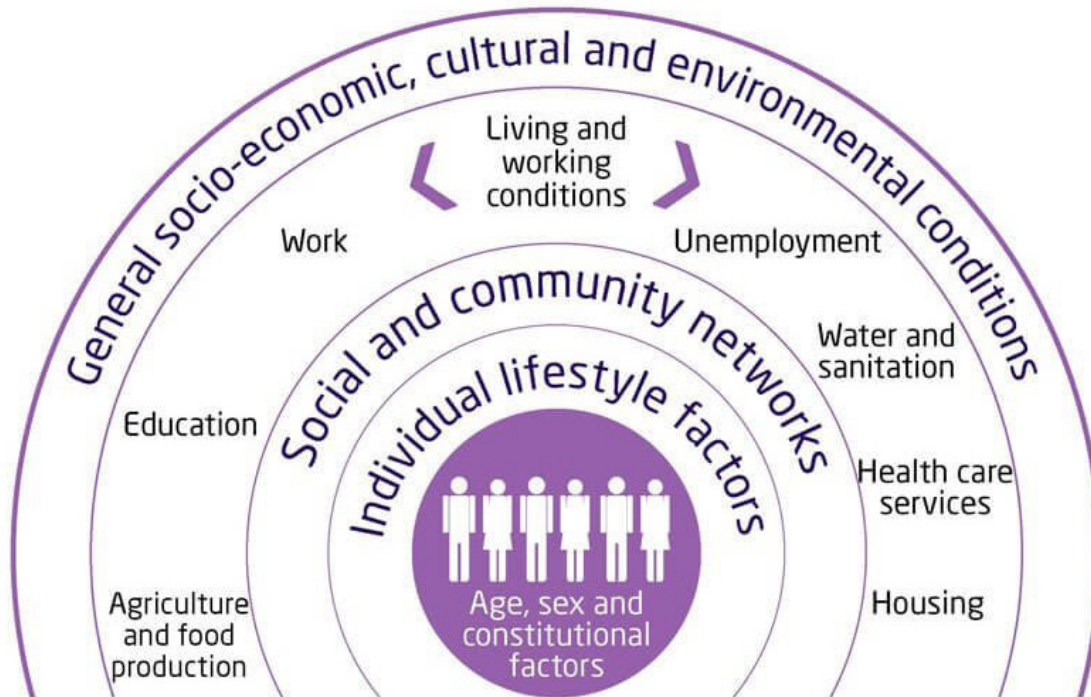 General socio-economic, cultural and environmental conditions
Living and
working
conditions
Work
Unemployment
Social and community networks
Water and
sanitation
Individual lifestyle factors
Education
Health care
services
Agriculture
and food
production
Housing
Age, sex and
constitutional
factors